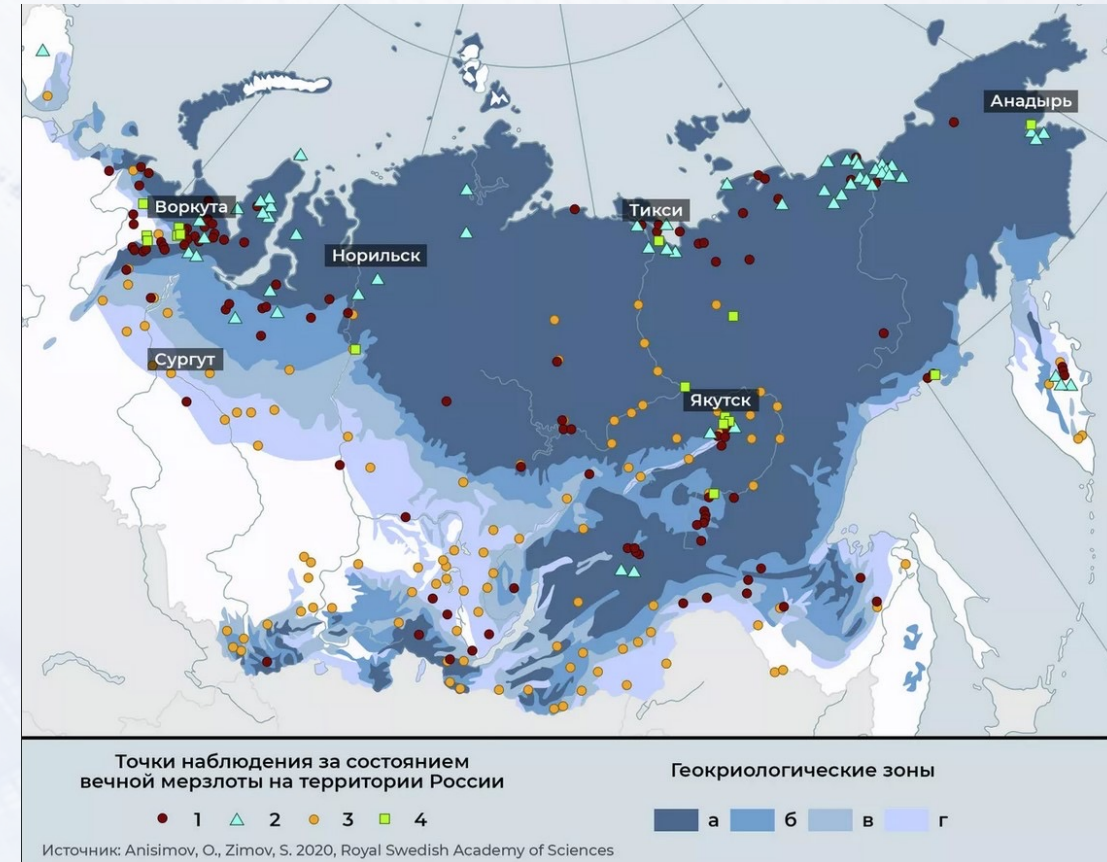 Анадырь
Воркута
Тикси
Норильск
Сургут
Якутск
Точки наблюдения за состоянием
вечной мерзлоты на территории России
1 2 3 4
Геокриологические зоны
а б в г
Источник: Anisimov, O., Zimov, S. 2020, Royal Swedish Academy of Sciences